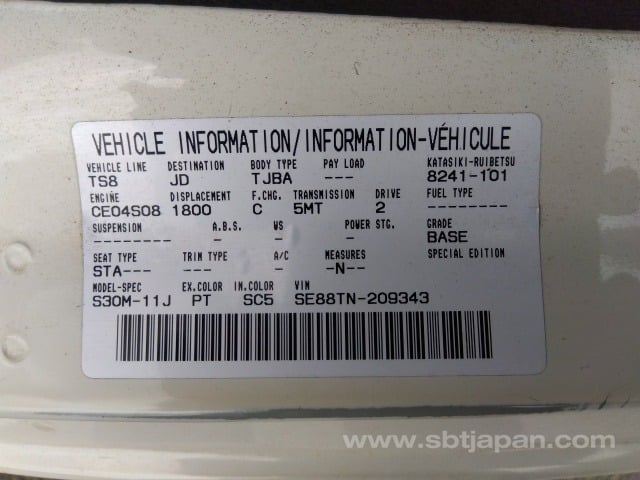 VEHICLE INFORMATION/INFORMATION-VÉHICULE
VEHICLE LINE DESTINATION BODY TYPE PAY LOAD KATASIKI-RUIBETSU
TS8 JD TJBA --- 8241-101
ENGINE DISPLACEMENT F.CHG. TRANSMISSION DRIVE FUEL TYPE
CE04S08 1800 C 5MT 2 --------
SUSPENSION A.B.S. WS POWER STG. GRADE
--------- - - - BASE
SEAT TYPE TRIM TYPE A/C MEASURES SPECIAL EDITION
STA--- --- - -N--
MODEL-SPEC EX.COLOR IN.COLOR VIN
S30M-11J PT SC5 SE88TN-209343
www.sbtjapan.com